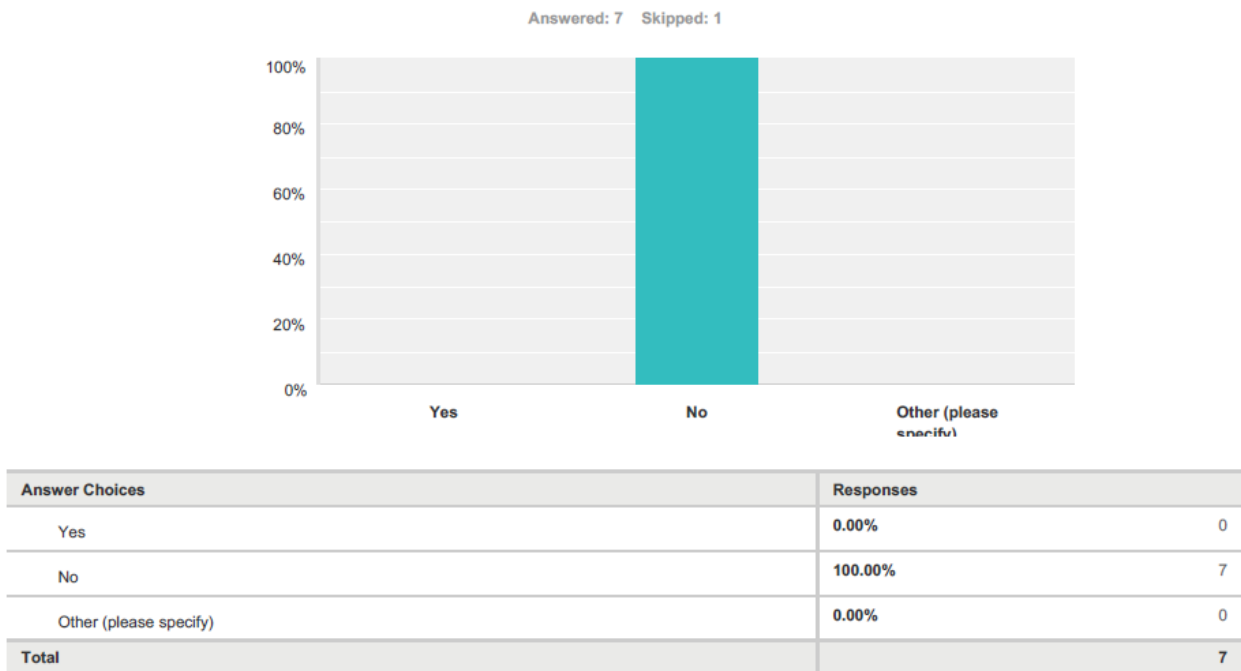 Answered: 7 Skipped: 1
100%
80%
60%
40%
20%
0%
Yes
No
Other (please
specify)
Answer Choices Responses
Yes 0.00% 0
No 100.00% 7
Other (please specify) 0.00% 0
Total 7